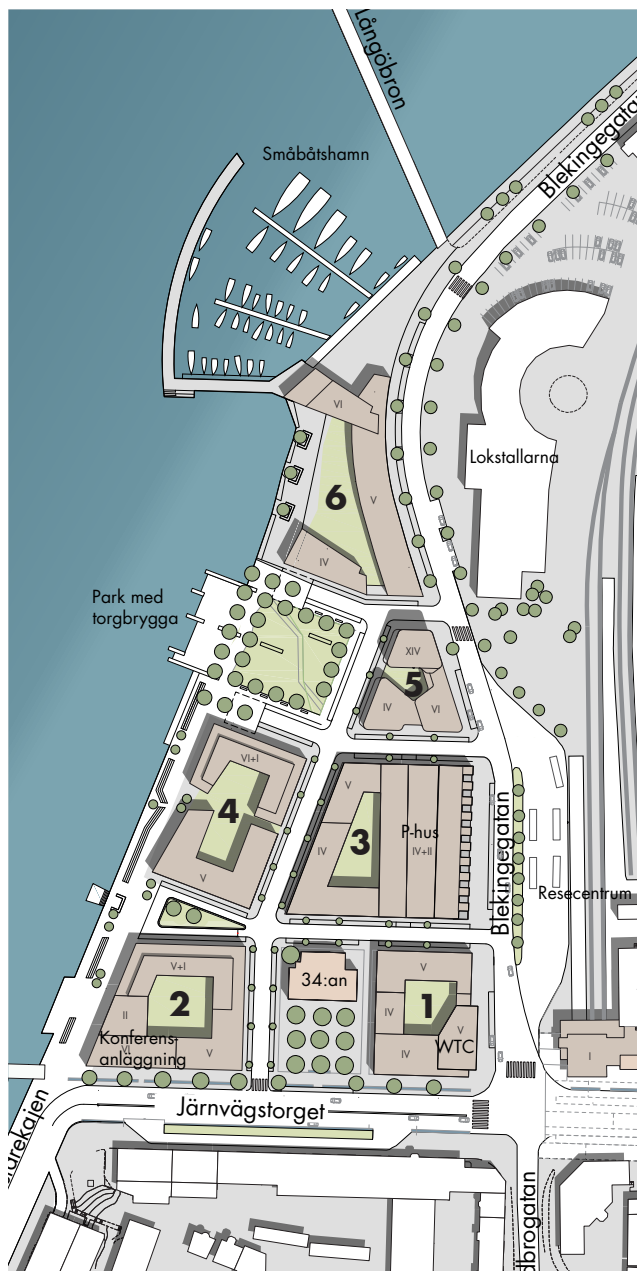 Långöbron
Småbåtshamn
Blekingegatan
VI
Lokstallarna
V
6
IV
Park med
torgbrygga
XIV
5
IV
VI
VI+I
V
4
3
P-hus
IV
IV+II
V
Blekingegatan
Resecentrum
V+I
34:an
V
2
1
II
IV
V
Konferens-
anläggning
VI
V
IV
WTC
I
Järnvägstorget